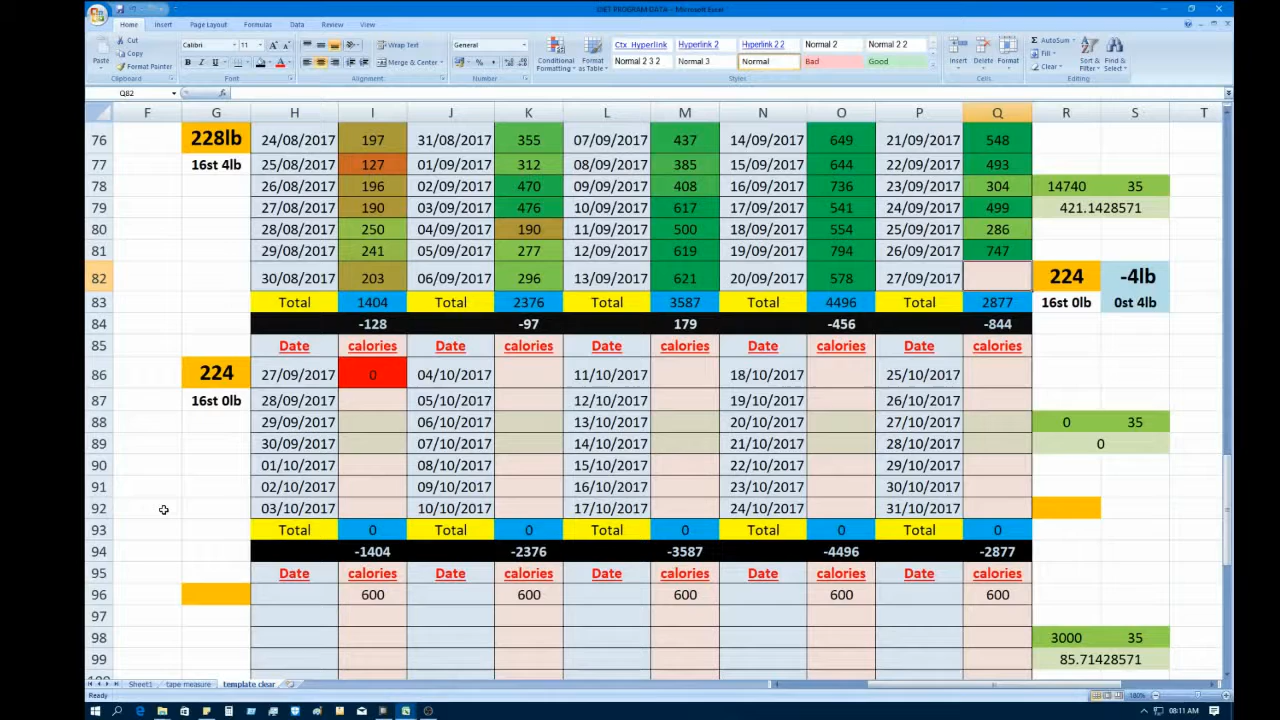 DIET PROGRAM DATA - Microsoft Excel
Home Insert Page Layout Formulas Data Review View
Cut Calibri 11 Wrap Text General Ctx_Hyperlink Hyperlink 2 Hyperlink 2 2 Normal 2 Normal 2 2 AutoSum
Copy Fill
Paste Format Painter B I U Merge & Center Conditional Formatting Format as Table Normal 2 3 2 Normal 3 Normal Bad Good Insert Delete Format Clear Sort & Filter Find & Select
Clipboard Font Alignment Number Styles Cells Editing
Q82 fx
F G H I J K L M N O P Q R S T
76 228lb 24/08/2017 197 31/08/2017 355 07/09/2017 437 14/09/2017 649 21/09/2017 548
77 16st 4lb 25/08/2017 127 01/09/2017 312 08/09/2017 385 15/09/2017 644 22/09/2017 493
78 26/08/2017 196 02/09/2017 470 09/09/2017 408 16/09/2017 736 23/09/2017 304 14740 35
79 27/08/2017 190 03/09/2017 476 10/09/2017 617 17/09/2017 541 24/09/2017 499 421.1428571
80 28/08/2017 250 04/09/2017 190 11/09/2017 500 18/09/2017 554 25/09/2017 286
81 29/08/2017 241 05/09/2017 277 12/09/2017 619 19/09/2017 794 26/09/2017 747
82 30/08/2017 203 06/09/2017 296 13/09/2017 621 20/09/2017 578 27/09/2017 224 -4lb
83 Total 1404 Total 2376 Total 3587 Total 4496 Total 2877 16st 0lb 0st 4lb
84 -128 -97 179 -456 -844
85 Date calories Date calories Date calories Date calories Date calories
86 224 27/09/2017 0 04/10/2017 11/10/2017 18/10/2017 25/10/2017
87 16st 0lb 28/09/2017 05/10/2017 12/10/2017 19/10/2017 26/10/2017
88 29/09/2017 06/10/2017 13/10/2017 20/10/2017 27/10/2017 0 35
89 30/09/2017 07/10/2017 14/10/2017 21/10/2017 28/10/2017 0
90 01/10/2017 08/10/2017 15/10/2017 22/10/2017 29/10/2017
91 02/10/2017 09/10/2017 16/10/2017 23/10/2017 30/10/2017
92 03/10/2017 10/10/2017 17/10/2017 24/10/2017 31/10/2017
93 Total 0 Total 0 Total 0 Total 0 Total 0
94 -1404 -2376 -3587 -4496 -2877
95 Date calories Date calories Date calories Date calories Date calories
96 600 600 600 600 600
97
98 3000 35
99 85.71428571
Sheet1 tape measure template clear
Ready 180%
08:11 AM